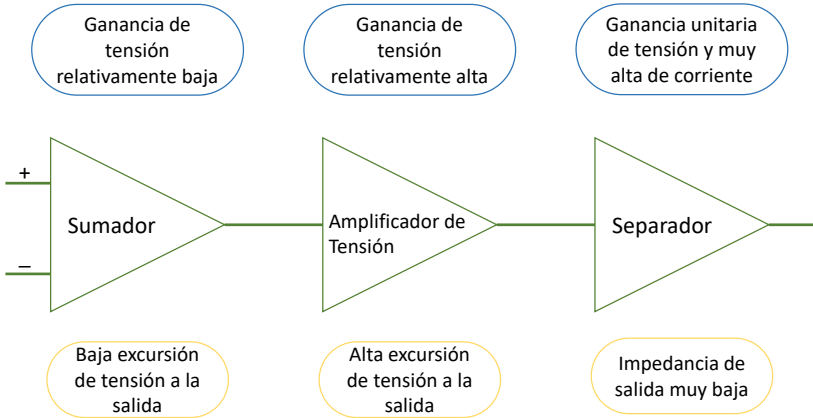 Ganancia de
tensión
relativamente baja
Ganancia de
tensión
relativamente alta
Ganancia unitaria
de tensión y muy
alta de corriente
+
–
Sumador
Amplificador de
Tensión
Separador
Baja excursión
de tensión a la
salida
Alta excursión
de tensión a la
salida
Impedancia de
salida muy baja